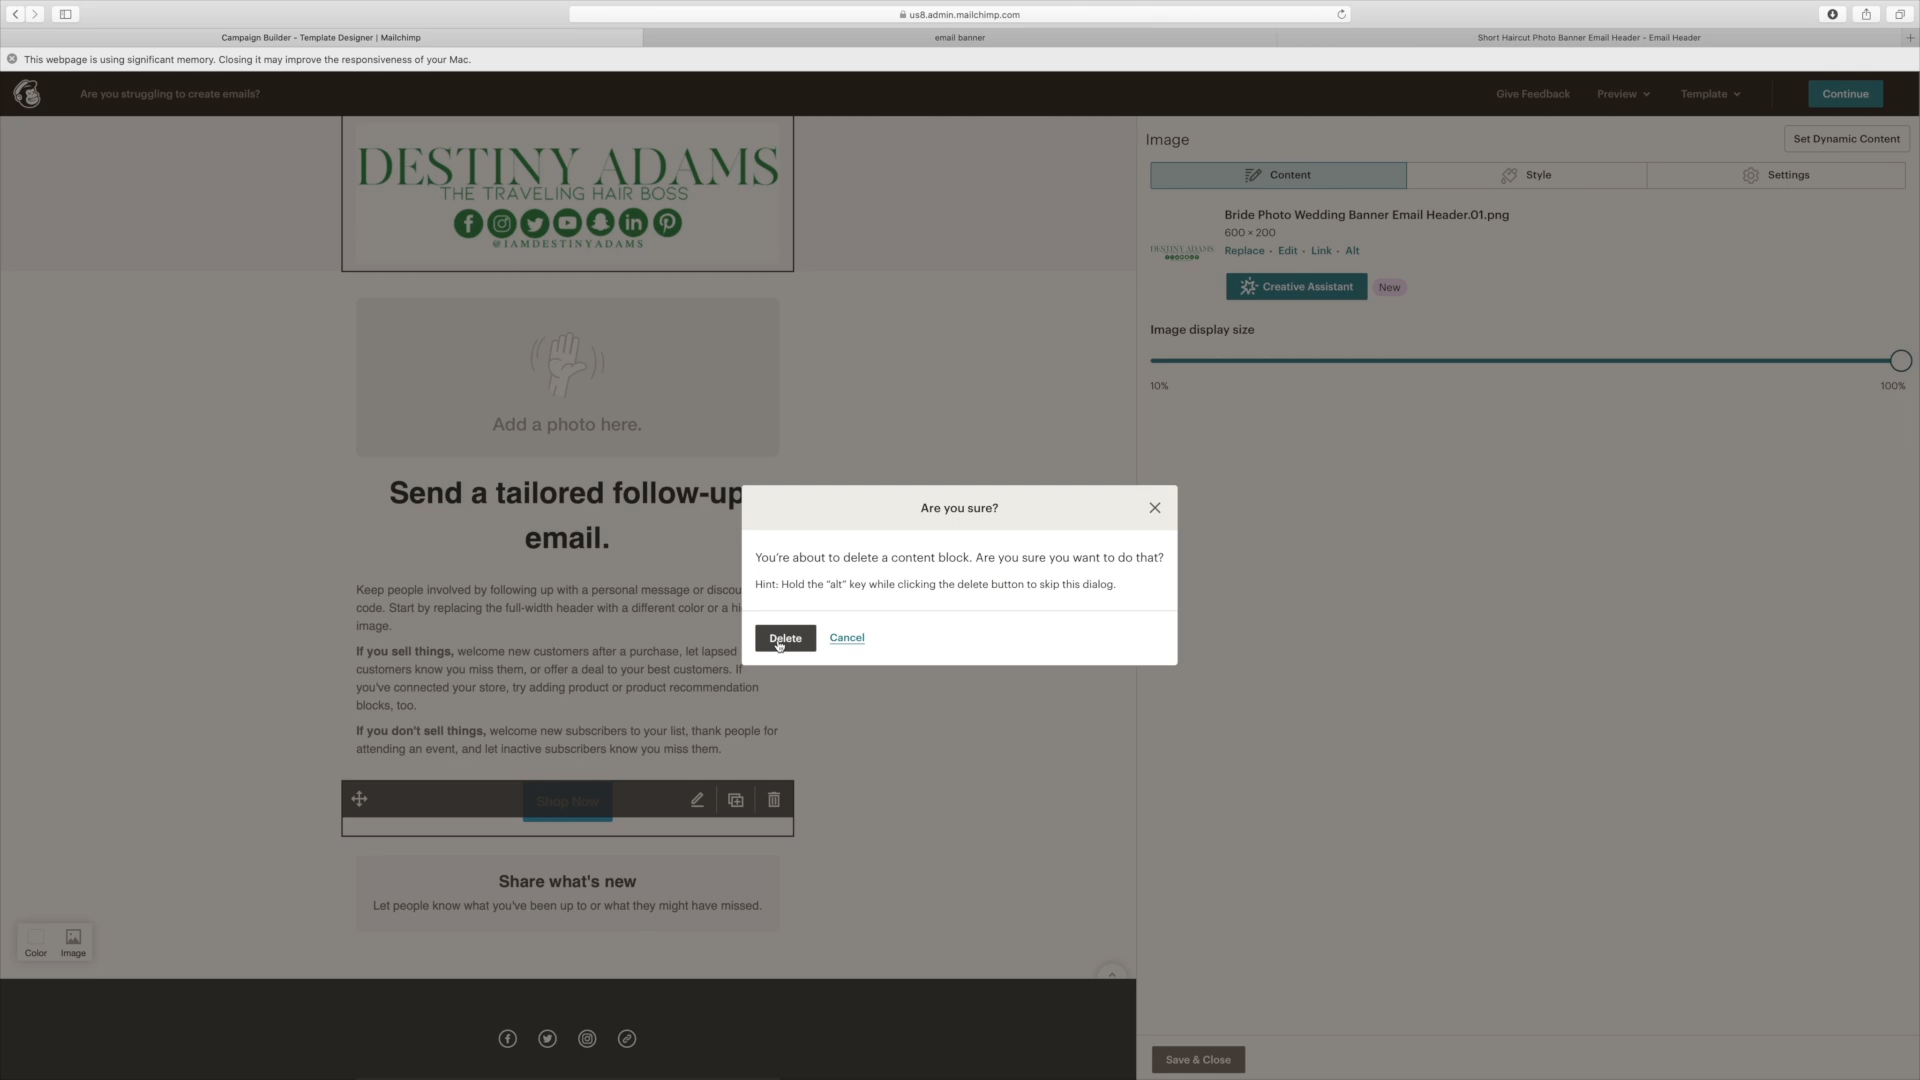 us8.admin.mailchimp.com
Campaign Builder - Template Designer | Mailchimp
email banner
Short Haircut Photo Banner Email Header - Email Header
This webpage is using significant memory. Closing it may improve the responsiveness of your Mac.
Are you struggling to create emails?
Give Feedback
Preview
Template
Continue
DESTINY ADAMS
THE TRAVELING HAIR BOSS
@IAMDESTINYADAMS
Image
Set Dynamic Content
Content
Style
Settings
Bride Photo Wedding Banner Email Header.01.png
600 × 200
DESTINY ADAMS
Replace · Edit · Link · Alt
Creative Assistant
New
Image display size
10%
100%
Add a photo here.
Send a tailored follow-up
email.
Keep people involved by following up with a personal message or discou
code. Start by replacing the full-width header with a different color or a hi
image.
If you sell things, welcome new customers after a purchase, let lapsed
customers know you miss them, or offer a deal to your best customers. If
you've connected your store, try adding product or product recommendation
blocks, too.
If you don't sell things, welcome new subscribers to your list, thank people for
attending an event, and let inactive subscribers know you miss them.
Are you sure?
You're about to delete a content block. Are you sure you want to do that?
Hint: Hold the "alt" key while clicking the delete button to skip this dialog.
Delete
Cancel
Shop Now
Share what's new
Let people know what you've been up to or what they might have missed.
Color
Image
Save & Close